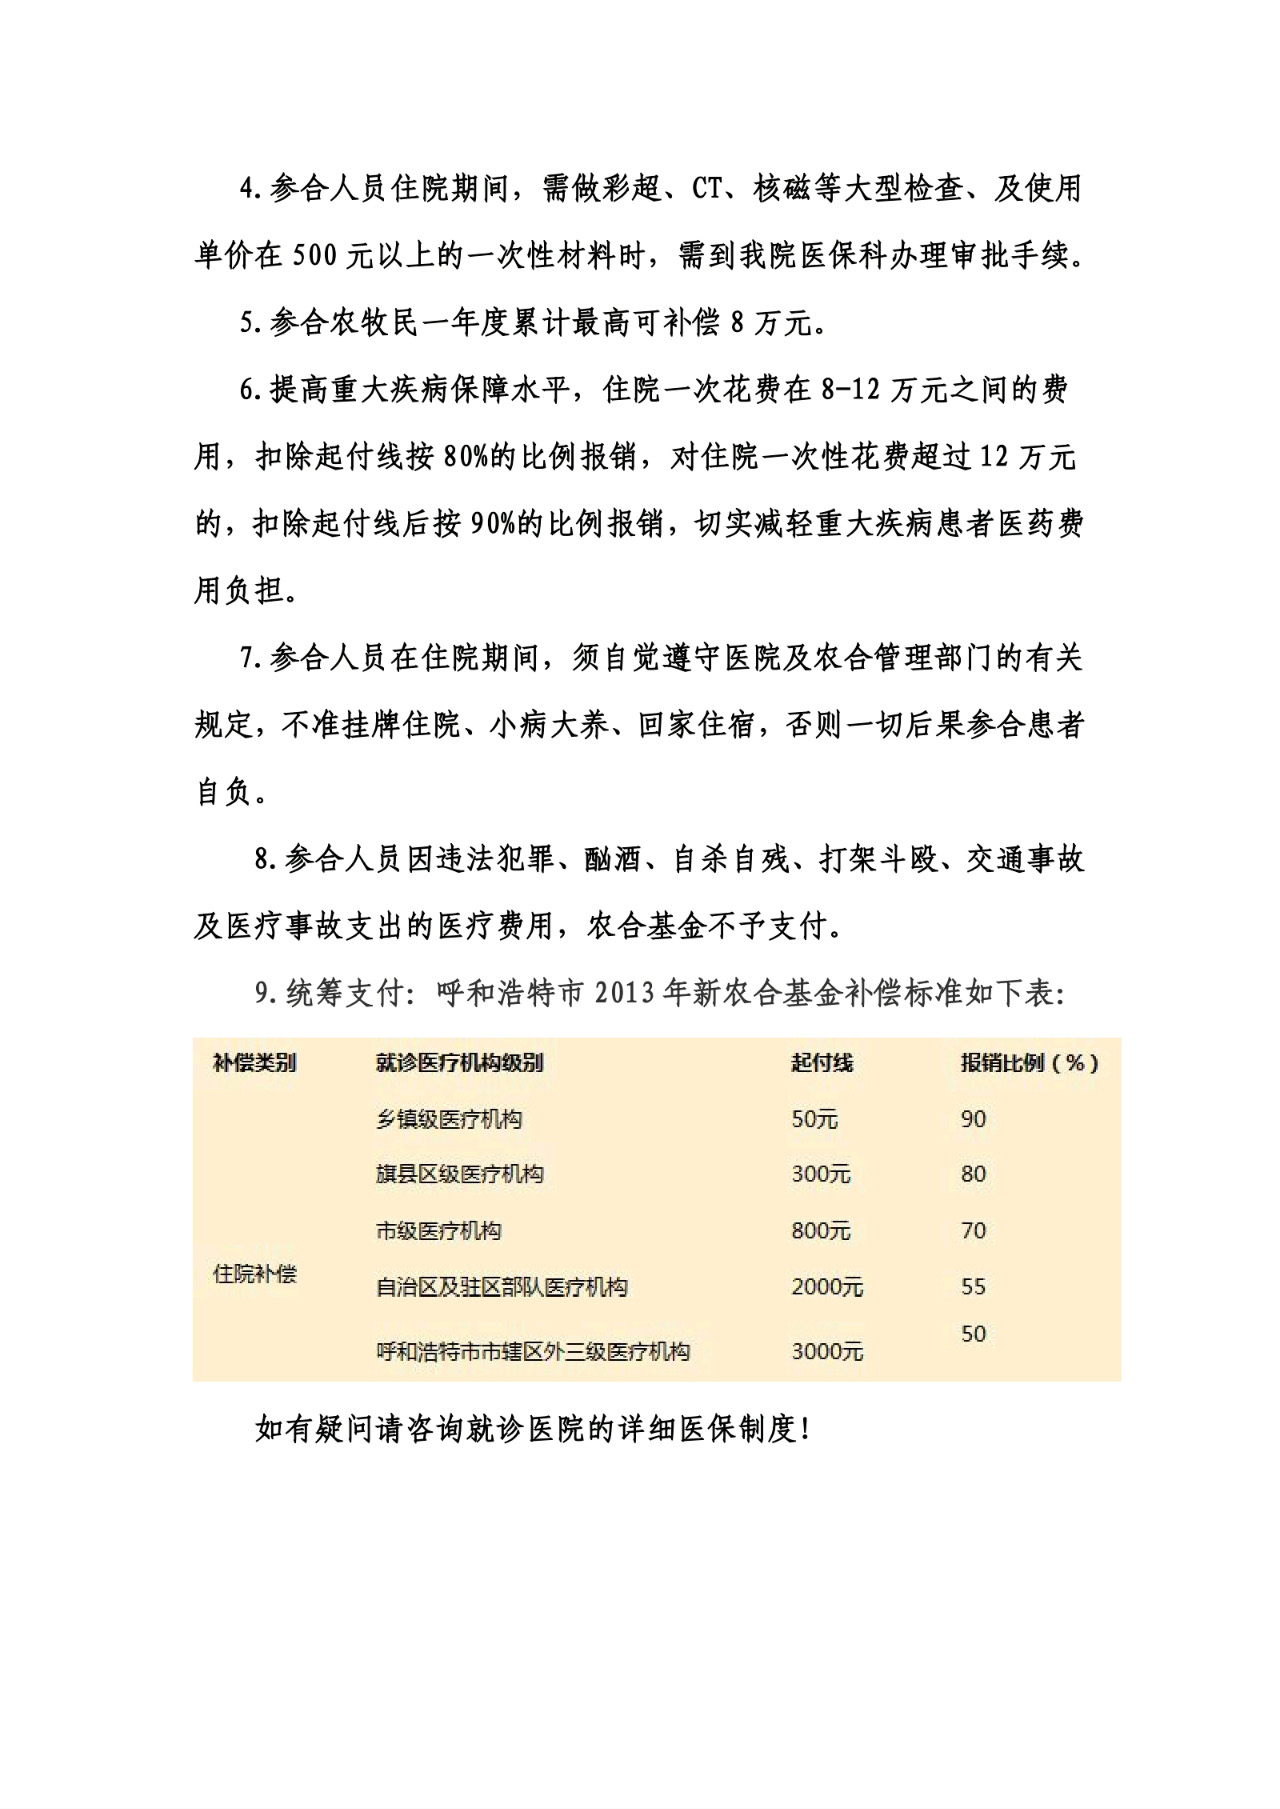 4.参合人员住院期间，需做彩超、CT、核磁等大型检查、及使用
单价在500元以上的一次性材料时，需到我院医保科办理审批手续。
5.参合农牧民一年度累计最高可补偿8万元。
6.提高重大疾病保障水平，住院一次花费在8-12万元之间的费
用，扣除起付线按80%的比例报销，对住院一次性花费超过12万元
的，扣除起付线后按90%的比例报销，切实减轻重大疾病患者医药费
用负担。
7.参合人员在住院期间，须自觉遵守医院及农合管理部门的有关
规定，不准挂牌住院、小病大养、回家住宿，否则一切后果参合患者
自负。
8.参合人员因违法犯罪、酗酒、自杀自残、打架斗殴、交通事故
及医疗事故支出的医疗费用，农合基金不予支付。
9.统筹支付：呼和浩特市2013年新农合基金补偿标准如下表：
补偿类别 就诊医疗机构级别 起付线 报销比例（%）
乡镇级医疗机构 50元 90
旗县区级医疗机构 300元 80
市级医疗机构 800元 70
住院补偿
自治区及驻区部队医疗机构 2000元 55
呼和浩特市市辖区外三级医疗机构 3000元 50
如有疑问请咨询就诊医院的详细医保制度！